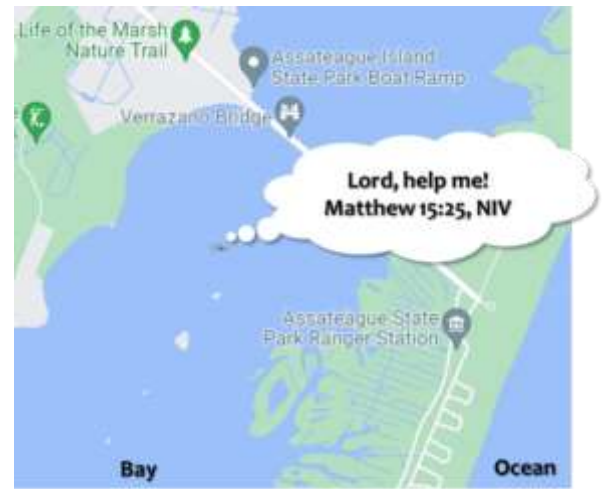 Life of the Marsh
Nature Trail
Assateague Island
State Park Boat Ramp
Verrazano Bridge
Lord, help me!
Matthew 15:25, NIV
Assateague State
Park Ranger Station
Bay
Ocean